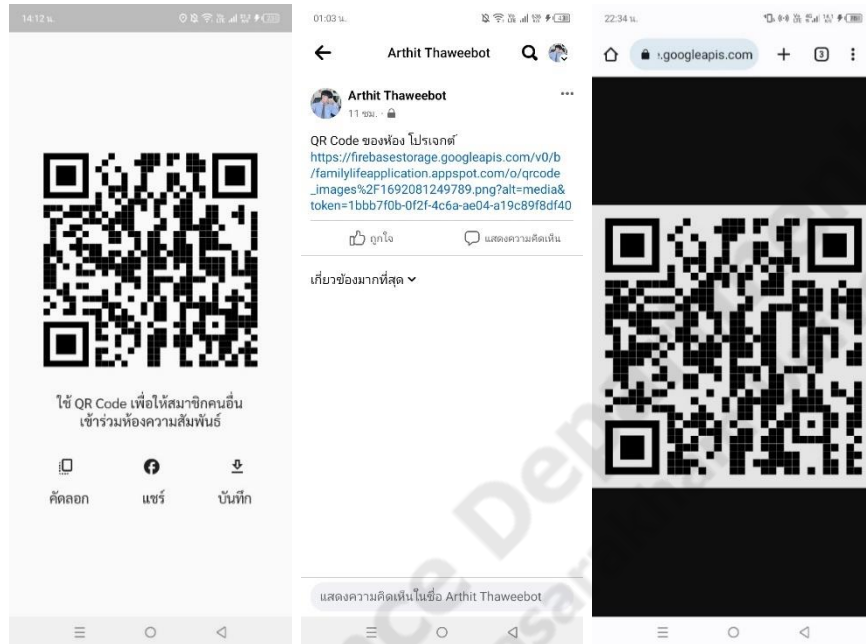 14:12 น.
ใช้ QR Code เพื่อให้สมาชิกคนอื่น
เข้าร่วมห้องความสัมพันธ์
คัดลอก
แชร์
บันทึก
01:03 น.
Arthit Thaweebot
Arthit Thaweebot
11 ชม. ·
QR Code ของห้อง โปรเจกต์
https://firebasestorage.googleapis.com/v0/b
/familylifeapplication.appspot.com/o/qrcode
_images%2F1692081249789.png?alt=media&
token=1bbb7f0b-0f2f-4c6a-ae04-a19c89f8df40
ถูกใจ
แสดงความคิดเห็น
เกี่ยวข้องมากที่สุด
แสดงความคิดเห็นในชื่อ Arthit Thaweebot
22:34 น.
:.googleapis.com
3